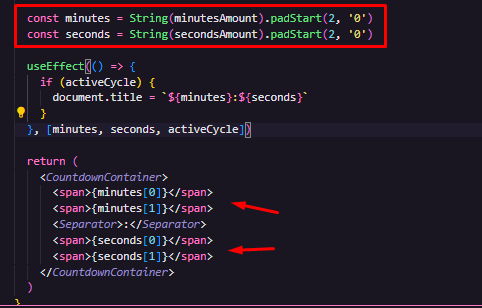 const minutes = String(minutesAmount).padStart(2, '0')
const seconds = String(secondsAmount).padStart(2, '0')
useEffect(() => {
if (activeCycle) {
document.title = `${minutes}:${seconds}`
}
}, [minutes, seconds, activeCycle])
return (
<CountdownContainer>
<span>{minutes[0]}</span>
<span>{minutes[1]}</span>
<Separator>:</Separator>
<span>{seconds[0]}</span>
<span>{seconds[1]}</span>
</CountdownContainer>
)
}